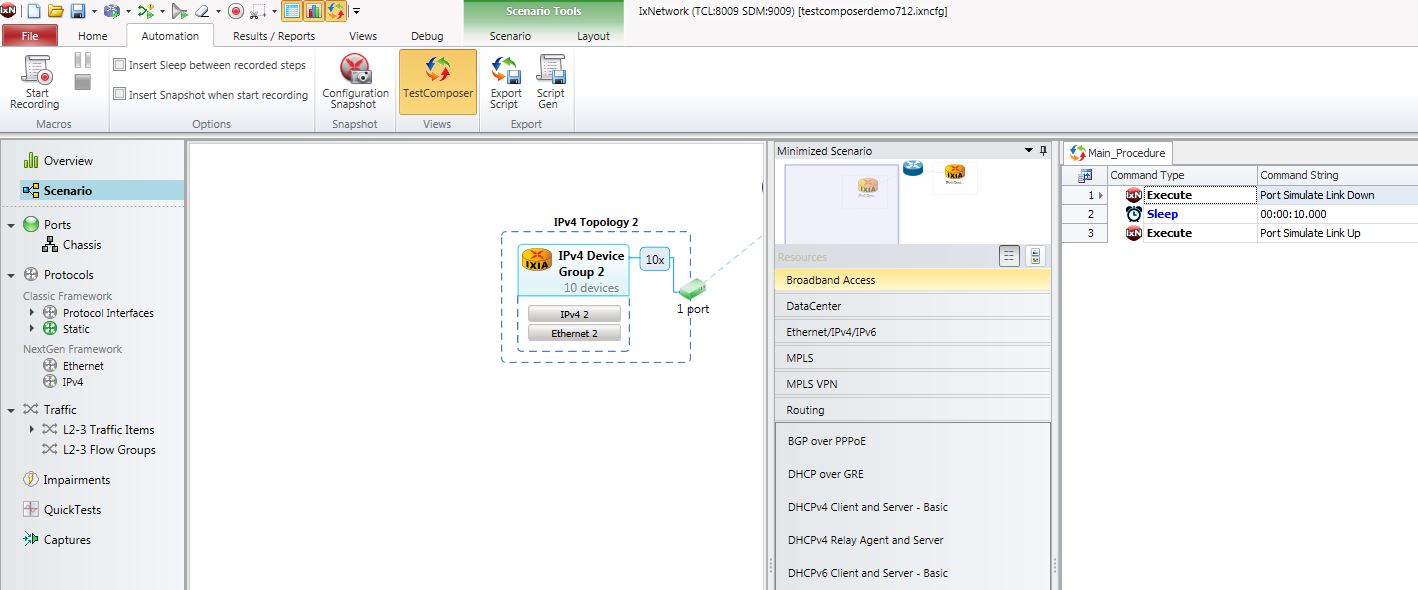 IxN
Scenario Tools
IxNetwork (TCL:8009 SDM:9009) [testcomposerdemo712.ixncfg]
File
Home
Automation
Results / Reports
Views
Debug
Scenario
Layout
Start
Recording
Insert Sleep between recorded steps
Insert Snapshot when start recording
Configuration
Snapshot
TestComposer
Export
Script
Script
Gen
Macros
Options
Snapshot
Views
Export
Overview
Scenario
Ports
Chassis
Protocols
Classic Framework
Protocol Interfaces
Static
NextGen Framework
Ethernet
IPv4
Traffic
L2-3 Traffic Items
L2-3 Flow Groups
Impairments
QuickTests
Captures
IPv4 Topology 2
IXIA
IPv4 Device
Group 2
10 devices
10x
IPv4 2
Ethernet 2
1 port
Minimized Scenario
IXIA
IXIA
Resources
Broadband Access
DataCenter
Ethernet/IPv4/IPv6
MPLS
MPLS VPN
Routing
BGP over PPPoE
DHCP over GRE
DHCPv4 Client and Server - Basic
DHCPv4 Relay Agent and Server
DHCPv6 Client and Server - Basic
Main_Procedure
Command Type Command String
1 IxN Execute Port Simulate Link Down
2 Sleep 00:00:10.000
3 IxN Execute Port Simulate Link Up